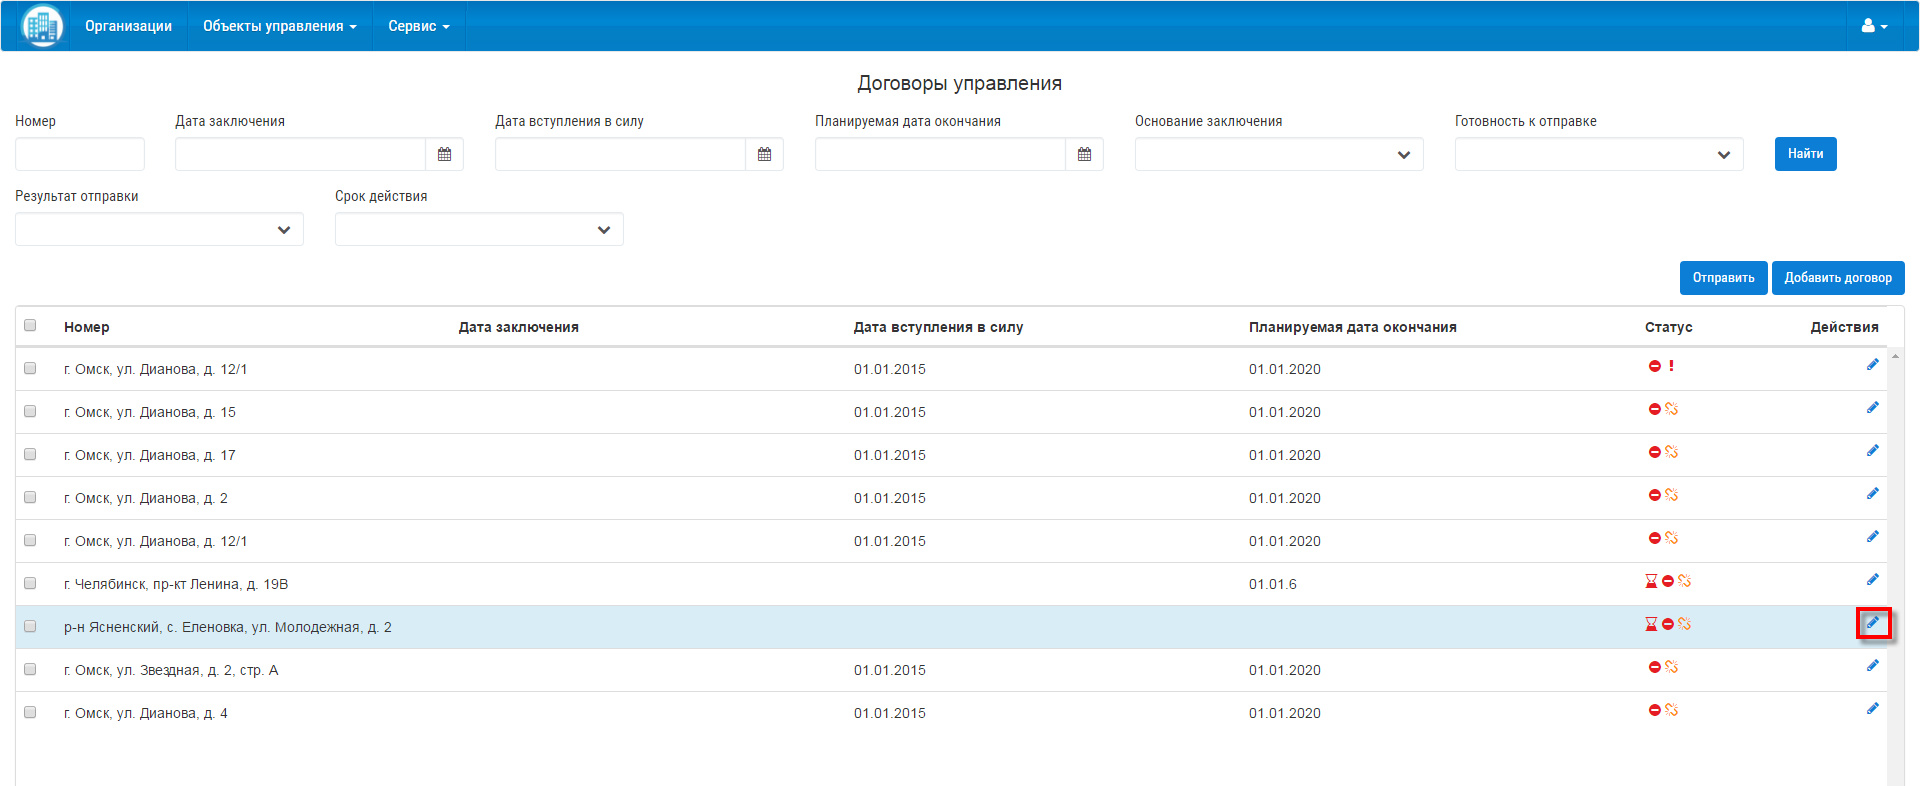 Организации Объекты управления Сервис
Договоры управления
Номер Дата заключения Дата вступления в силу Планируемая дата окончания Основание заключения Готовность к отправке
Найти
Результат отправки Срок действия
Отправить Добавить договор
Номер Дата заключения Дата вступления в силу Планируемая дата окончания Статус Действия
г. Омск, ул. Дианова, д. 12/1 01.01.2015 01.01.2020
г. Омск, ул. Дианова, д. 15 01.01.2015 01.01.2020
г. Омск, ул. Дианова, д. 17 01.01.2015 01.01.2020
г. Омск, ул. Дианова, д. 2 01.01.2015 01.01.2020
г. Омск, ул. Дианова, д. 12/1 01.01.2015 01.01.2020
г. Челябинск, пр-кт Ленина, д. 19В 01.01.6
р-н Ясненский, с. Еленовка, ул. Молодежная, д. 2
г. Омск, ул. Звездная, д. 2, стр. А 01.01.2015 01.01.2020
г. Омск, ул. Дианова, д. 4 01.01.2015 01.01.2020